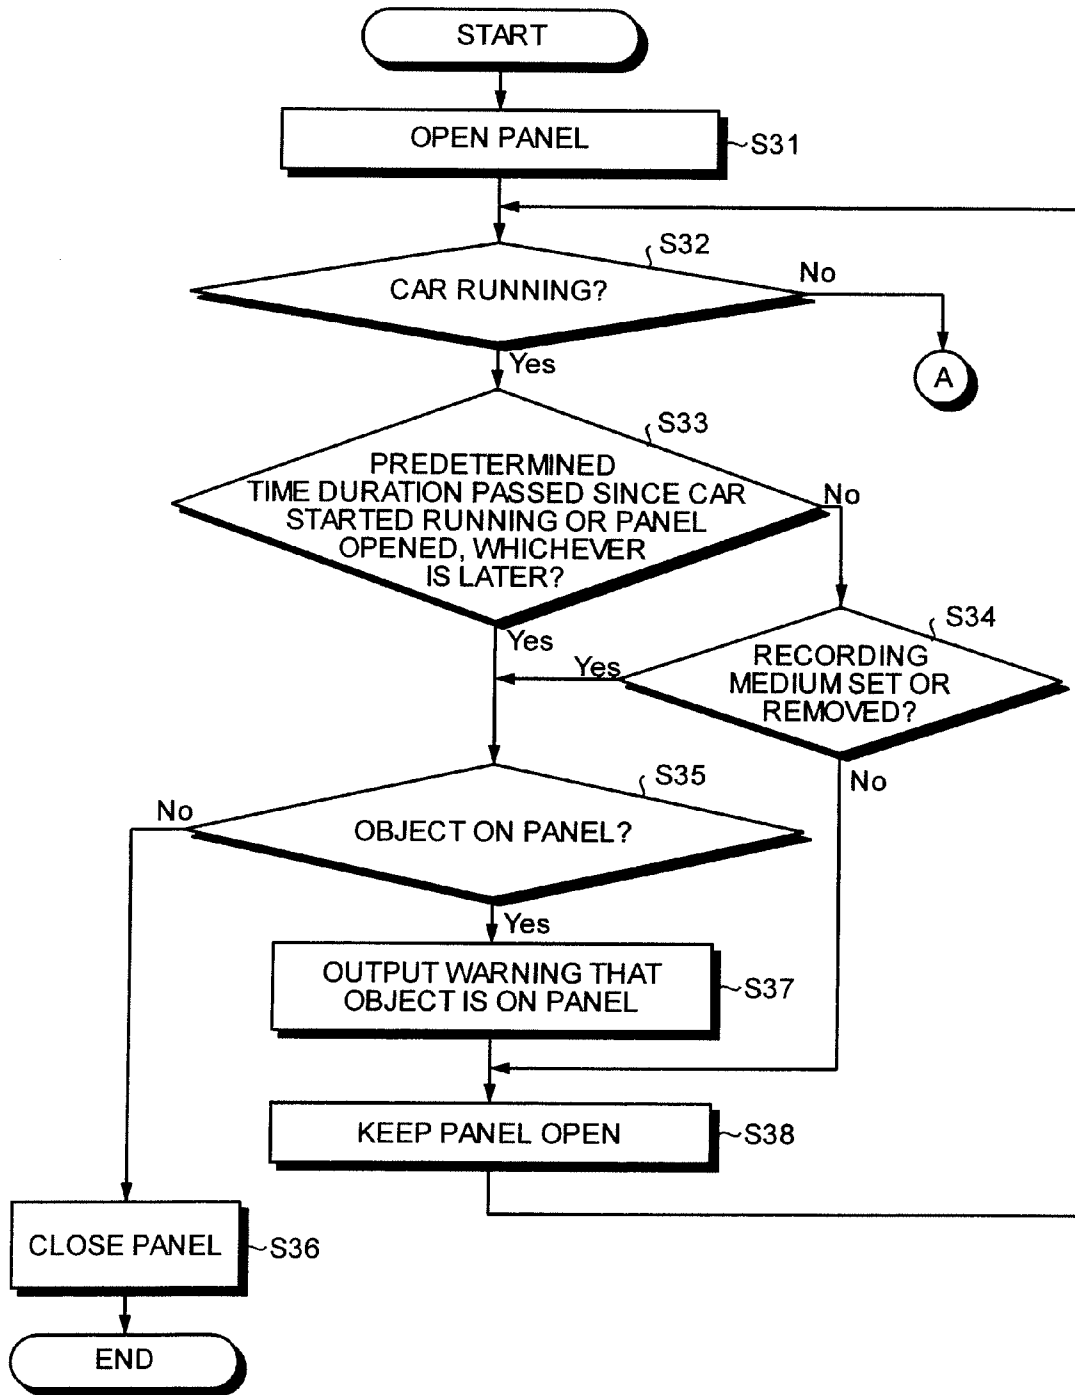 START
OPEN PANEL
S31
S32
CAR RUNNING?
No
A
Yes
S33
PREDETERMINED
TIME DURATION PASSED SINCE CAR
STARTED RUNNING OR PANEL
OPENED, WHICHEVER
IS LATER?
No
Yes
S34
RECORDING
MEDIUM SET OR
REMOVED?
Yes
No
S35
OBJECT ON PANEL?
No
Yes
OUTPUT WARNING THAT
OBJECT IS ON PANEL
S37
KEEP PANEL OPEN
S38
CLOSE PANEL
S36
END